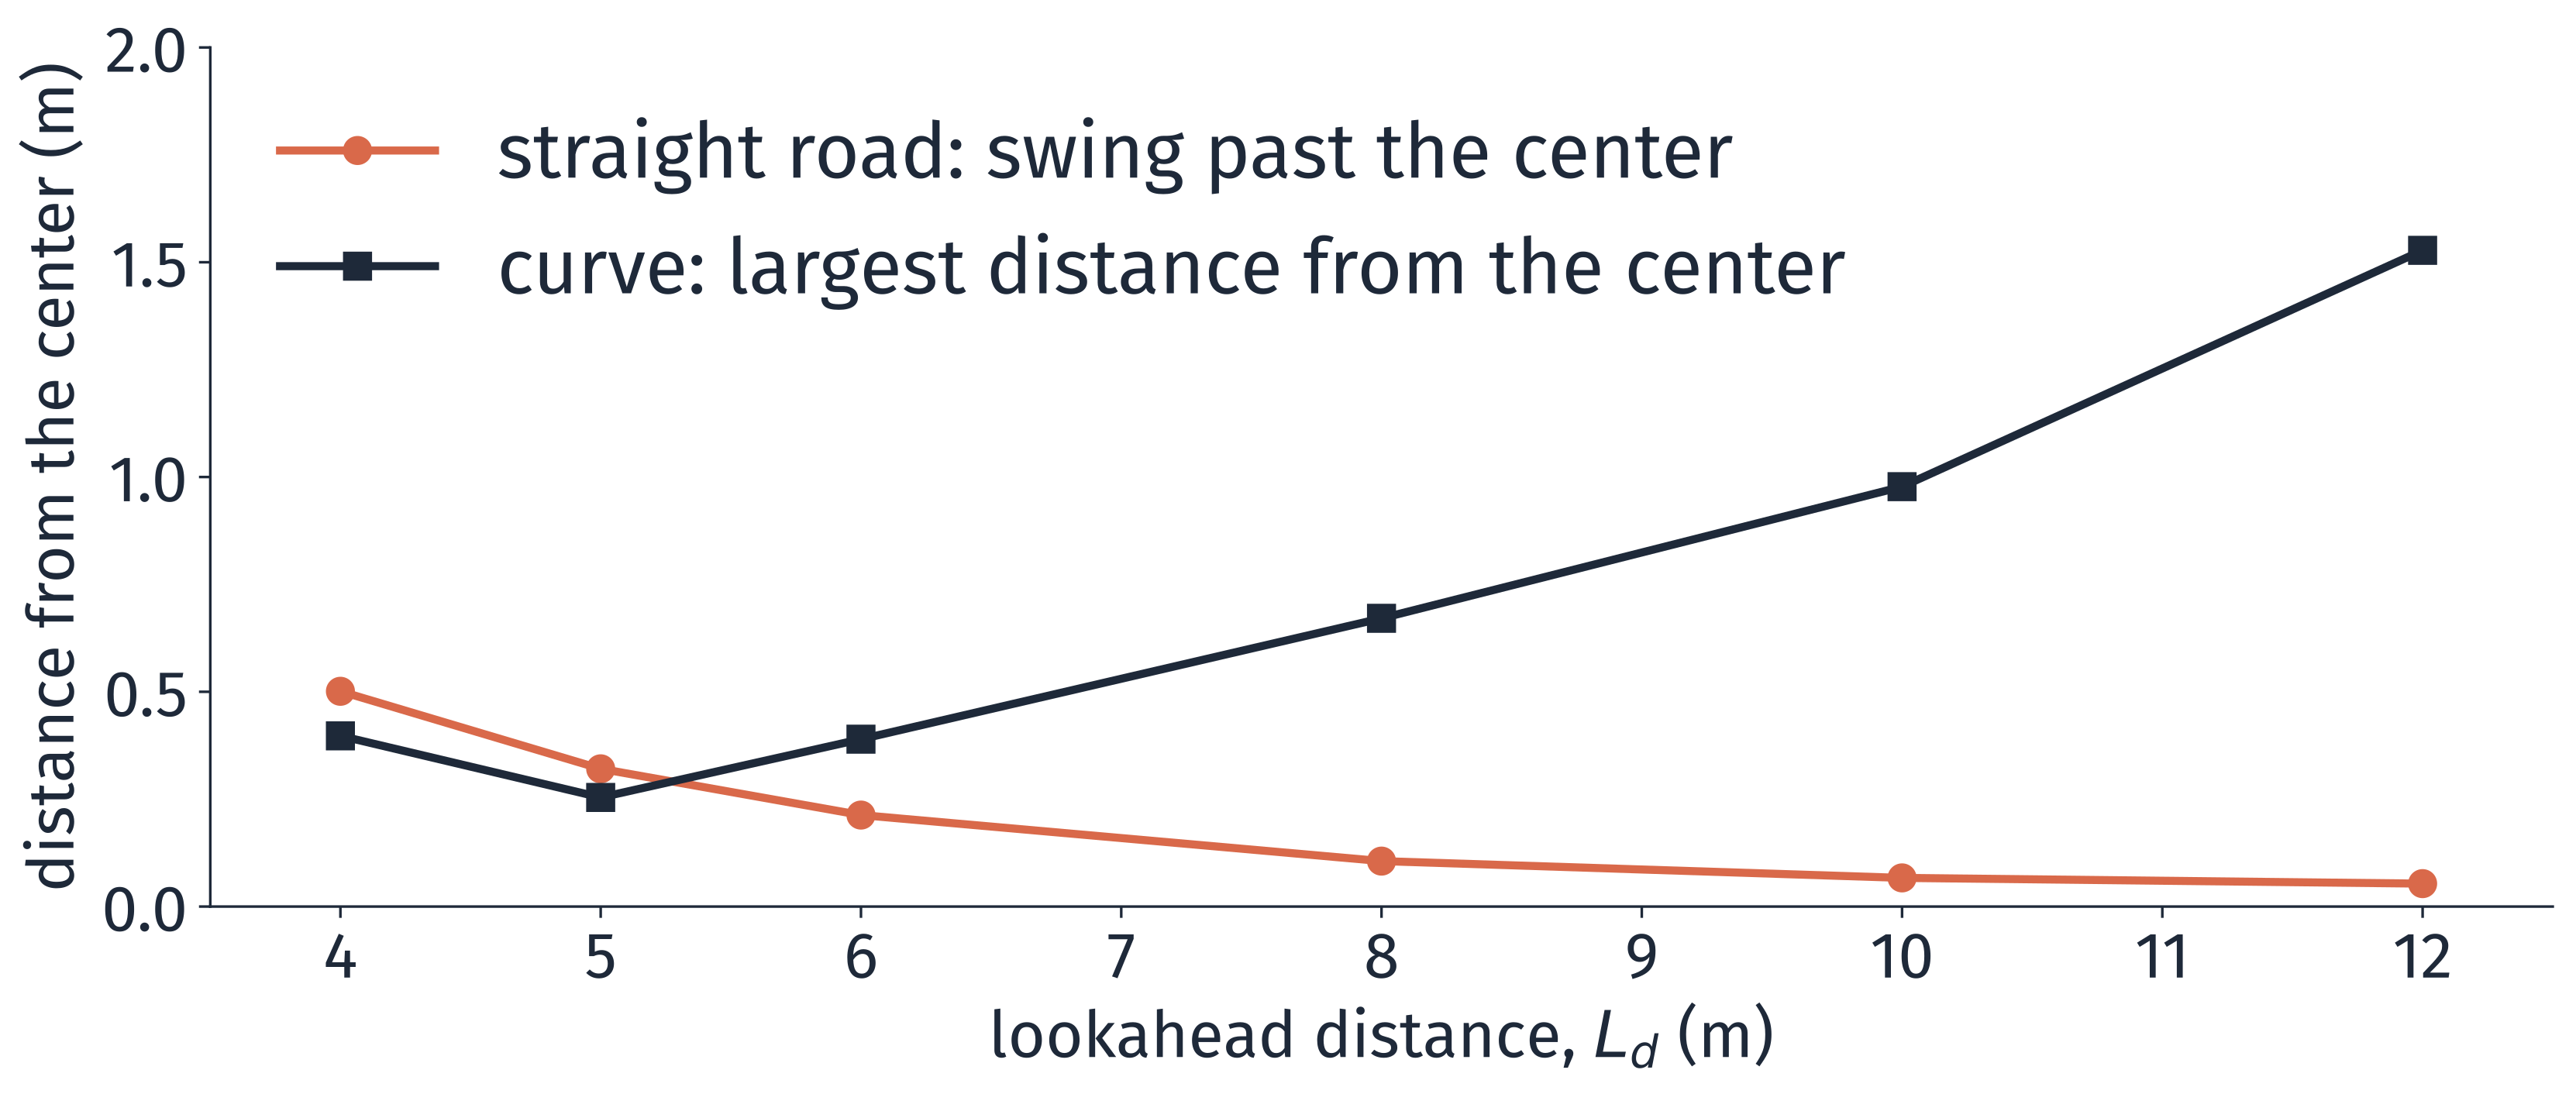 distance from the center (m)
2.0
1.5
1.0
0.5
0.0
straight road: swing past the center
curve: largest distance from the center
4 5 6 7 8 9 10 11 12
lookahead distance, L_d (m)